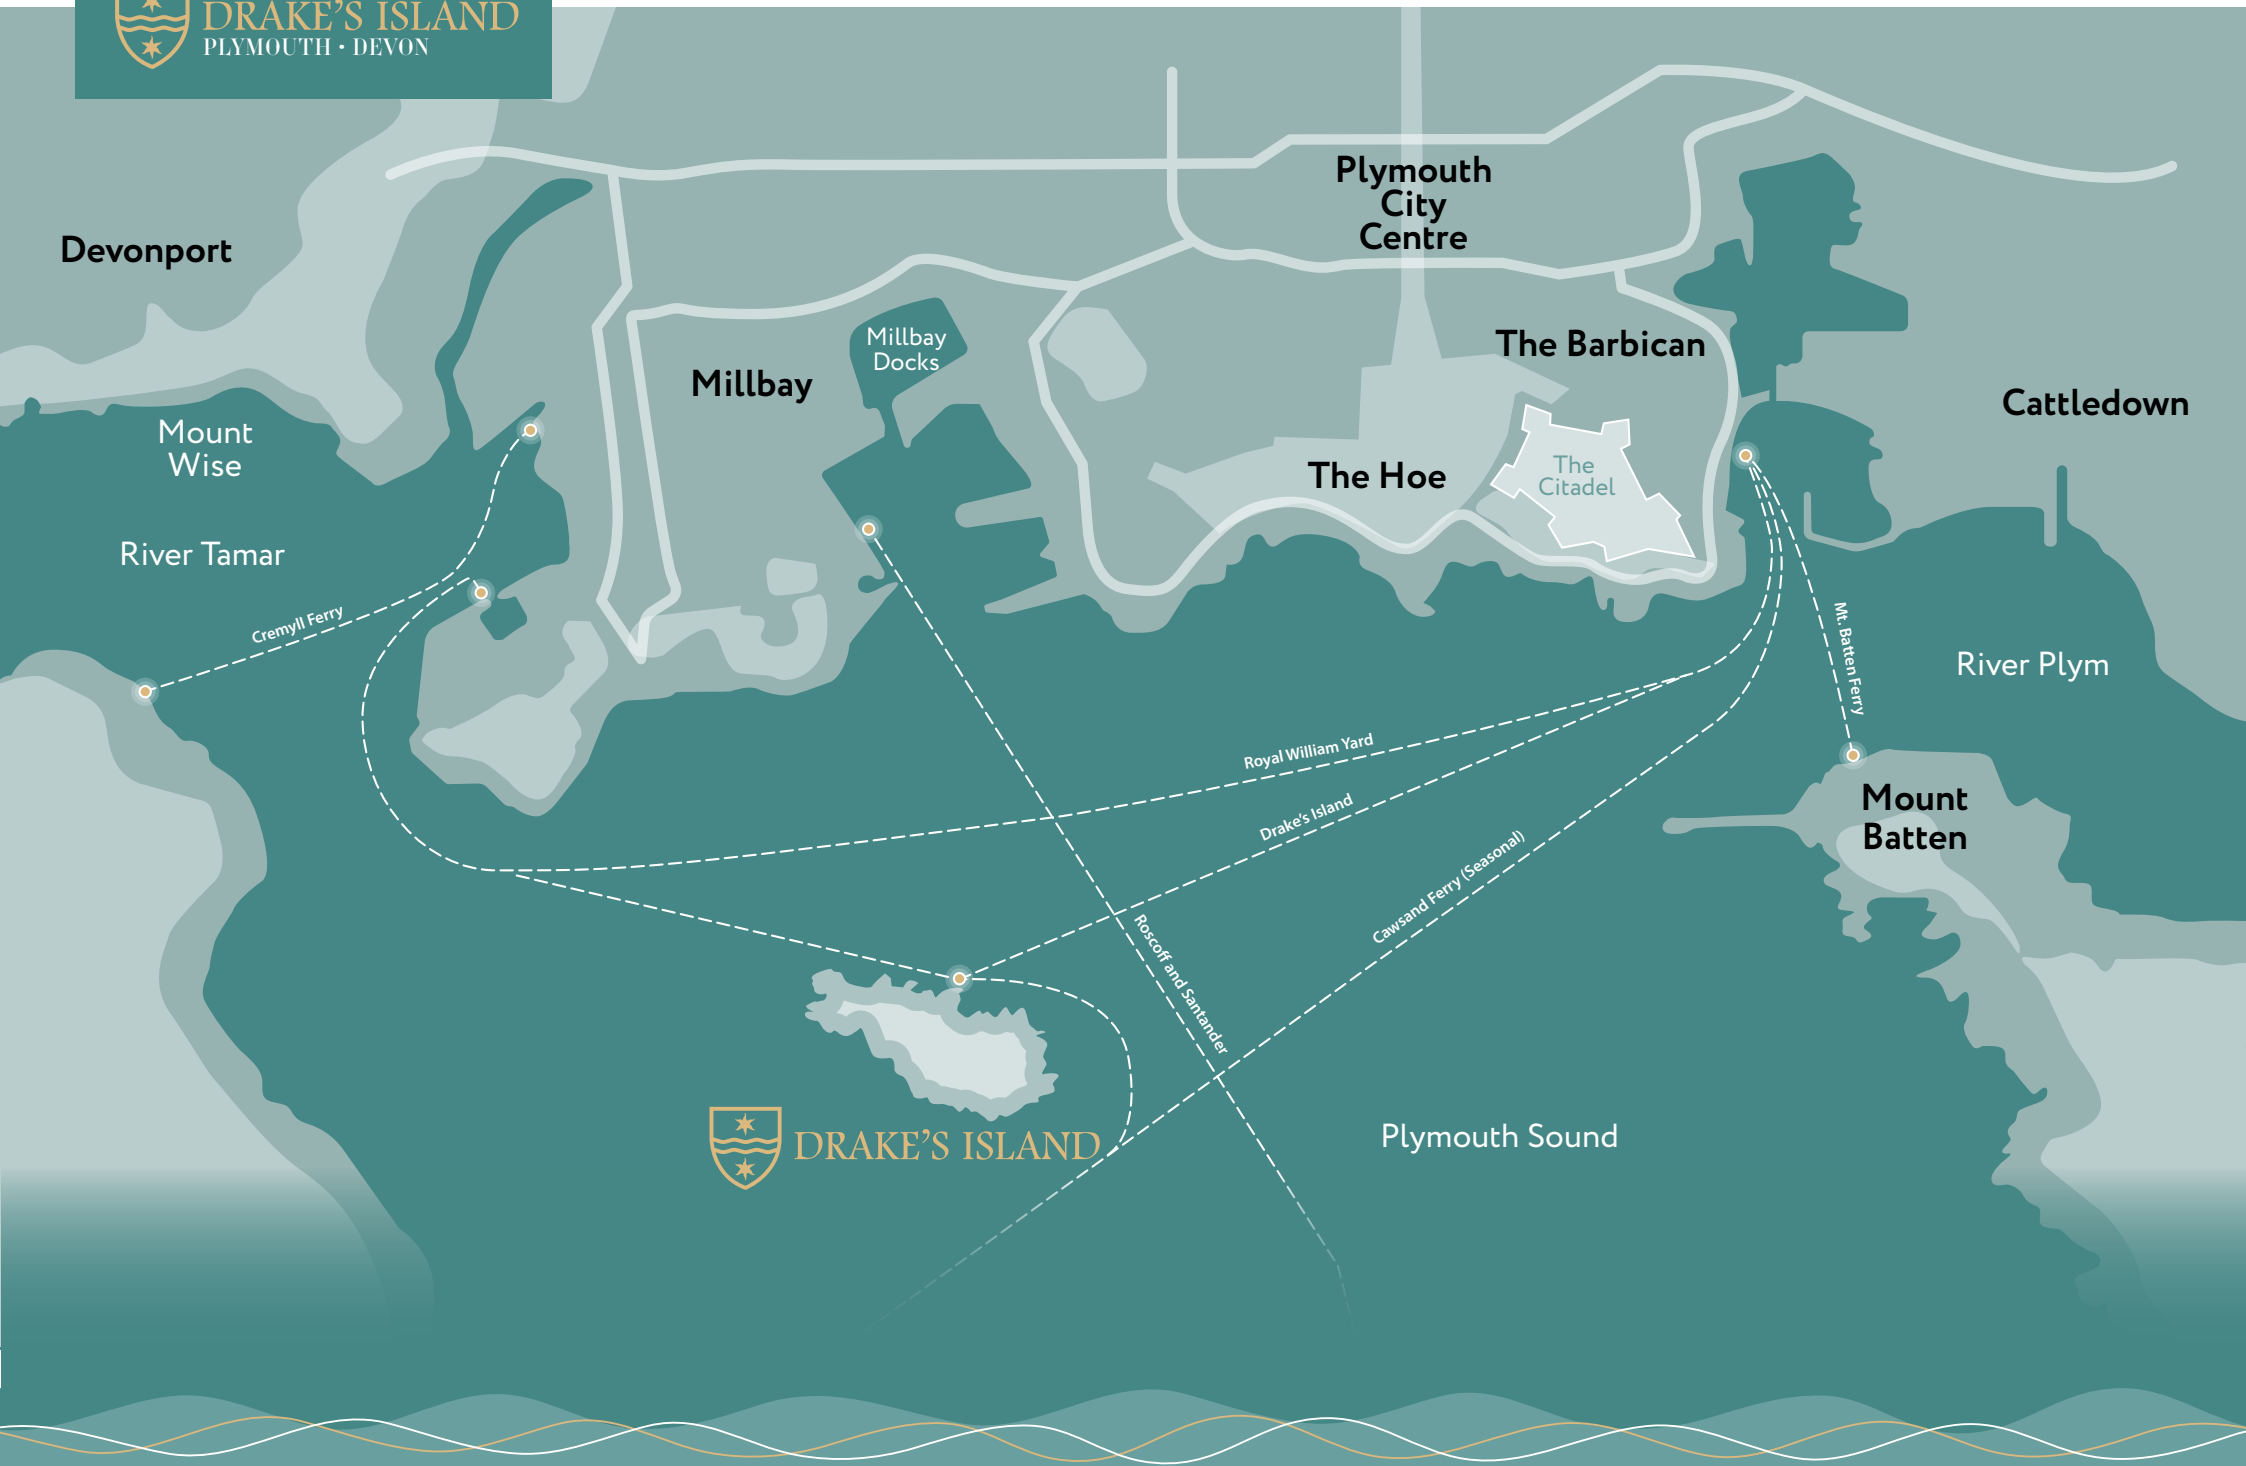 DRAKE'S ISLAND
PLYMOUTH • DEVON
Plymouth
City
Centre
Devonport
The Barbican
Millbay
Docks
Millbay
Cattledown
Mount
Wise
The Hoe
The
Citadel
River Tamar
Cremyll Ferry
Mt. Batten Ferry
River Plym
Royal William Yard
Drake's Island
Cawsand Ferry (Seasonal)
Mount
Batten
Roscoff and Santander
DRAKE'S ISLAND
Plymouth Sound